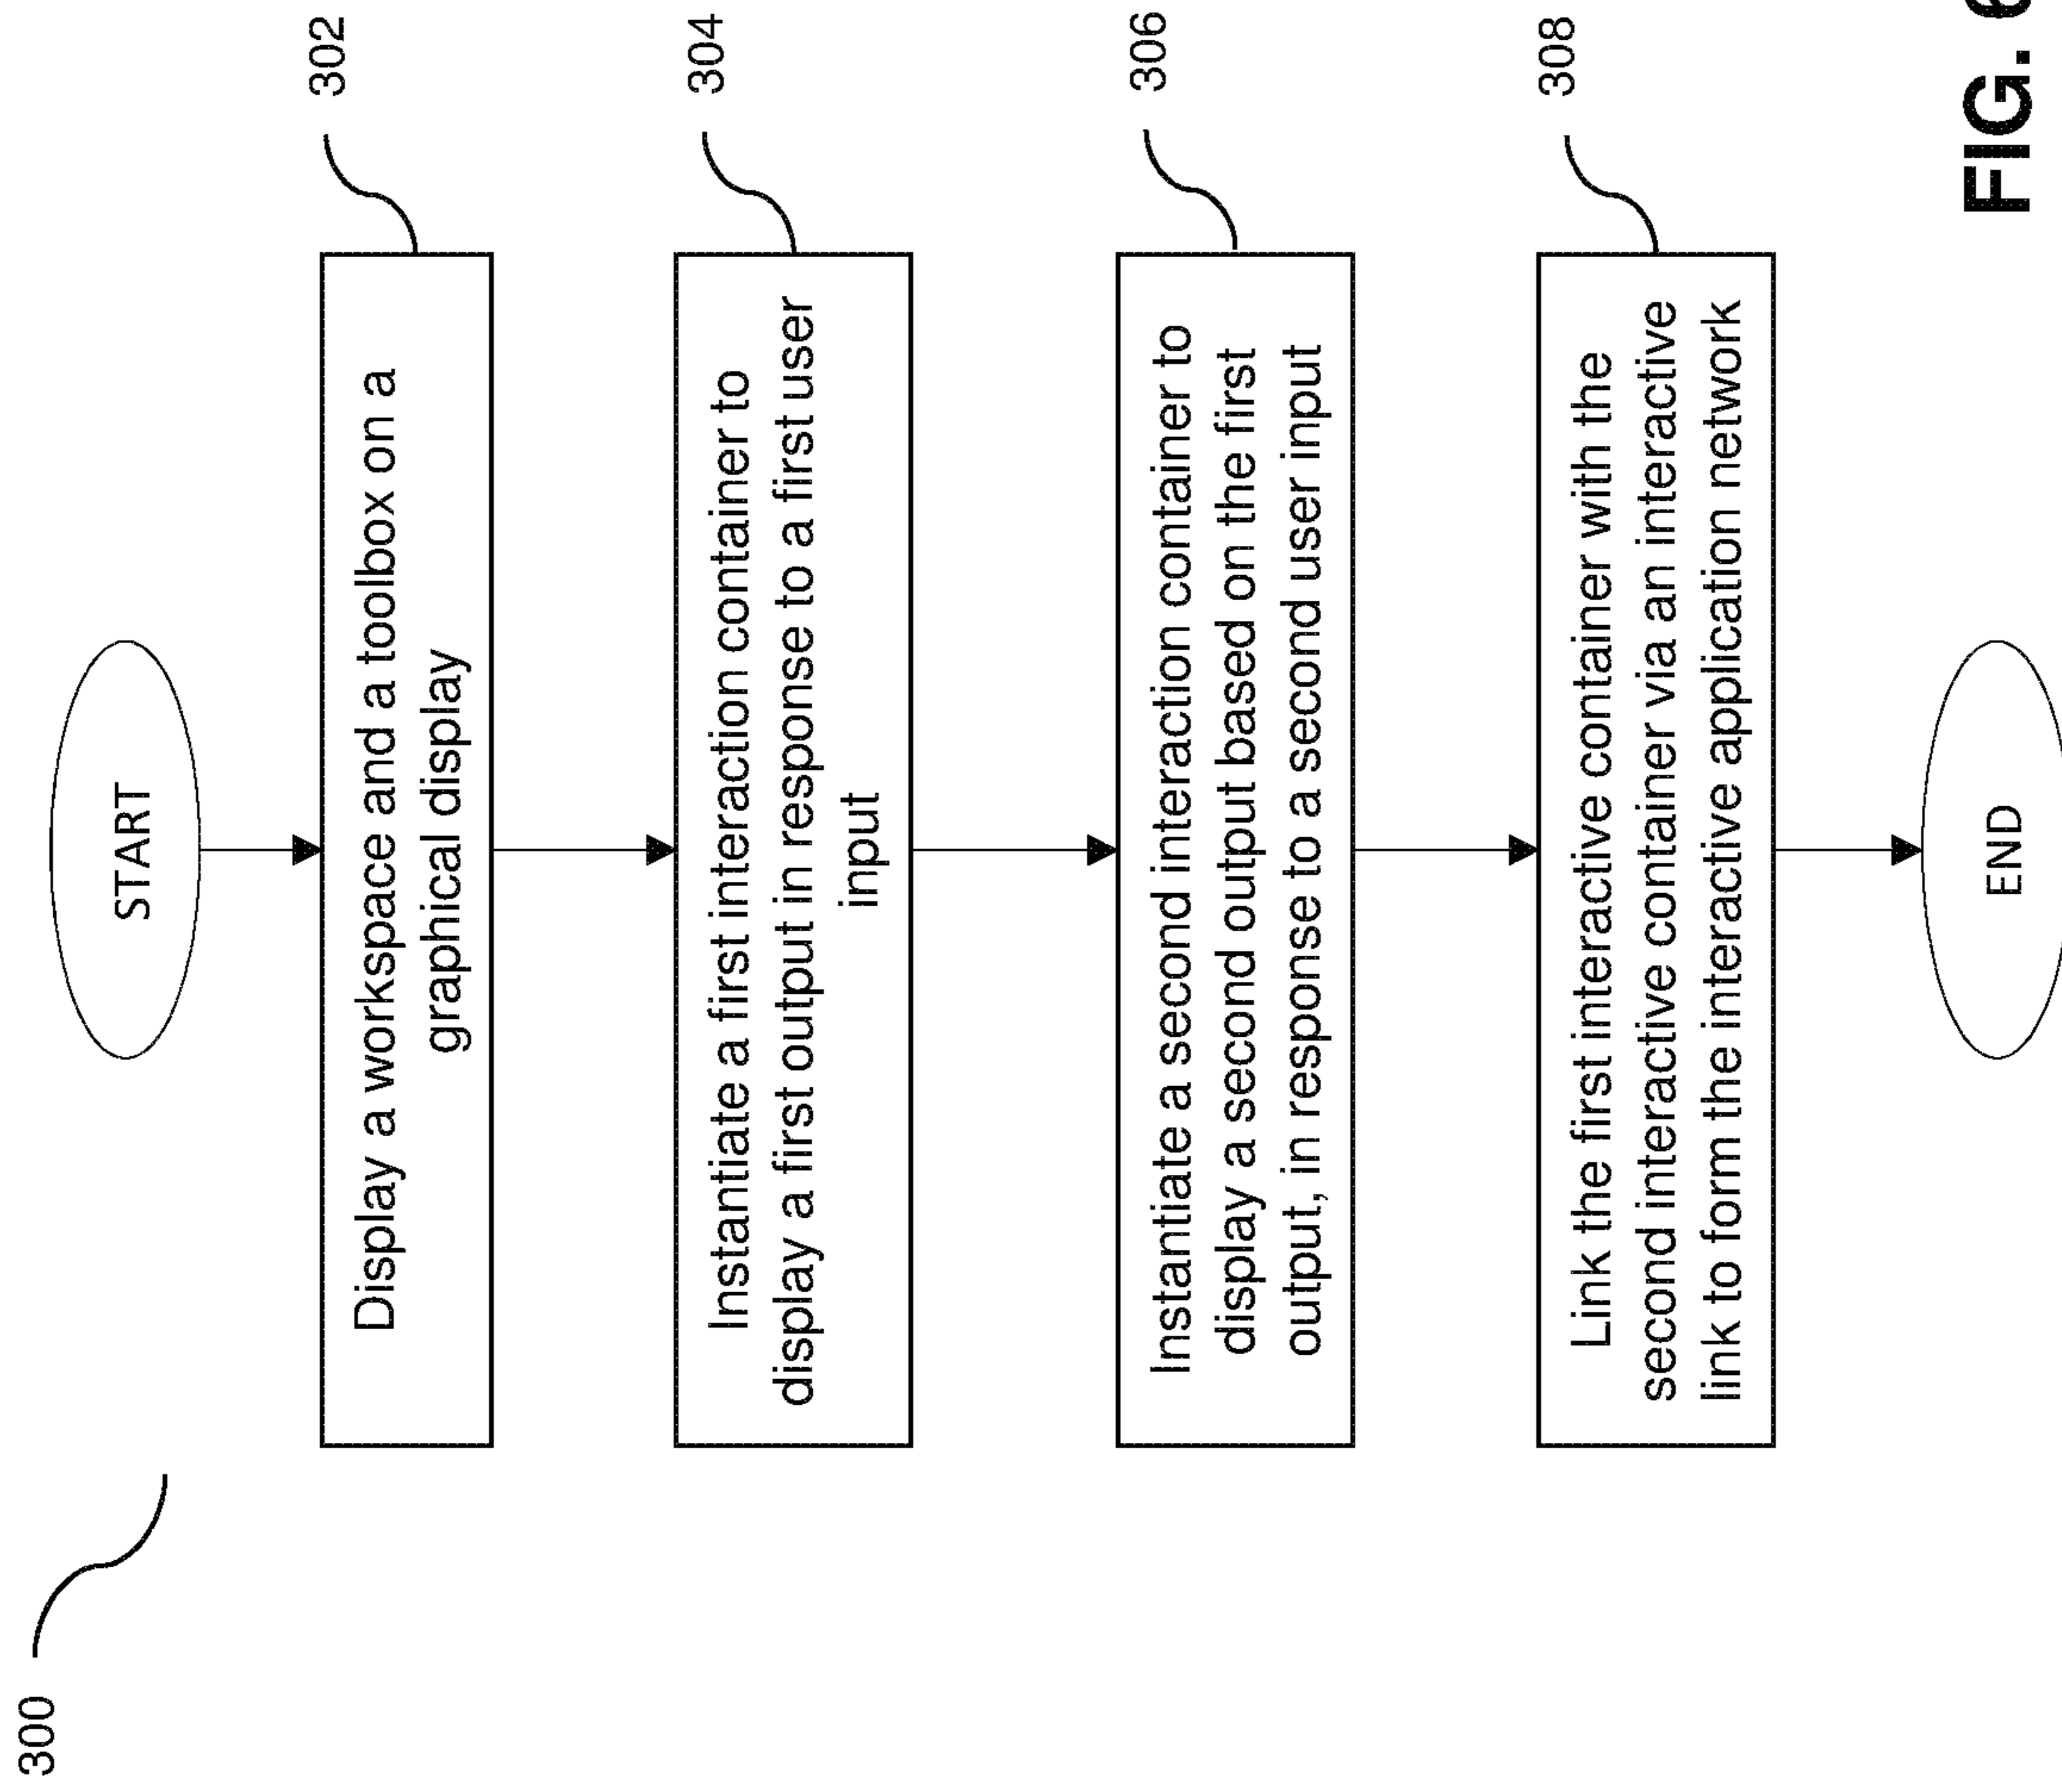 300
START
Display a workspace and a toolbox on a
graphical display
302
Instantiate a first interaction container to
display a first output in response to a first user
input
304
Instantiate a second interaction container to
display a second output based on the first
output, in response to a second user input
306
Link the first interactive container with the
second interactive container via an interactive
link to form the interactive application network
308
END
FIG.